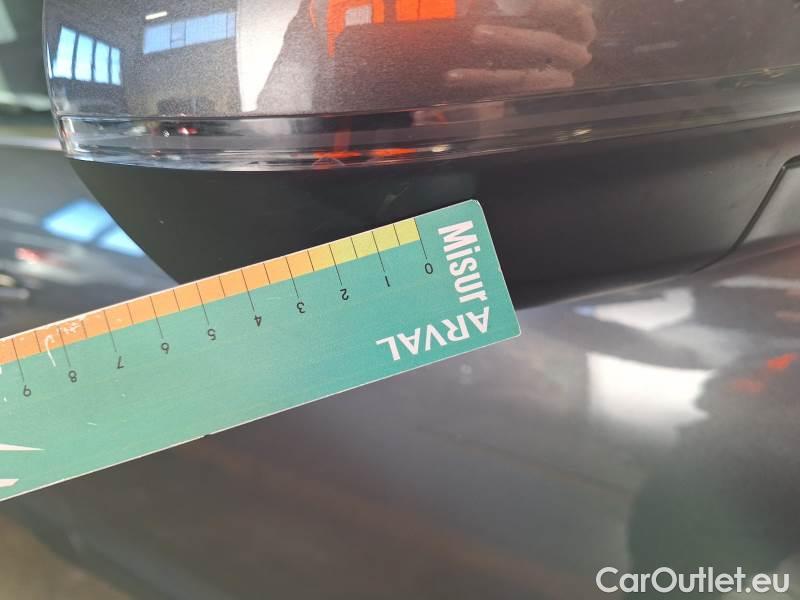 Misur
ARVAL
0 1 2 3 4 5 6 7 8 9
CarOutlet.eu